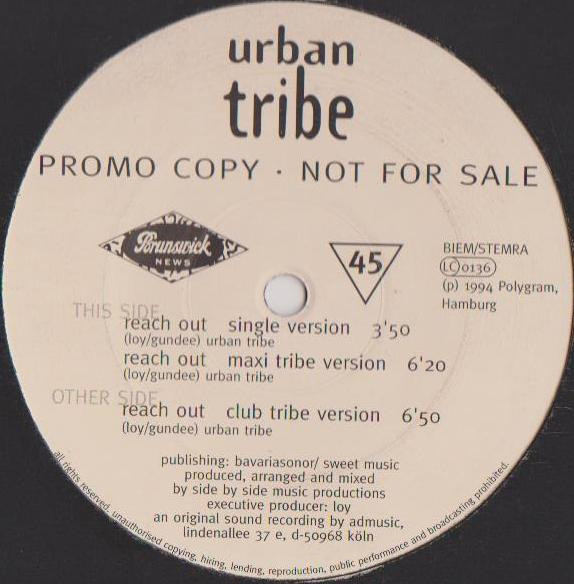 urban
tribe
PROMO COPY · NOT FOR SALE
Brunswick
NEWS
45
BIEM/STEMRA
LC 0136
(p) 1994 Polygram,
Hamburg
THIS SIDE
reach out single version 3'50
(loy/gundee) urban tribe
reach out maxi tribe version 6'20
(loy/gundee) urban tribe
OTHER SIDE
reach out club tribe version 6'50
(loy/gundee) urban tribe
publishing: bavariasonor/ sweet music
produced, arranged and mixed
by side by side music productions
executive producer: loy
an original sound recording by admusic,
lindenallee 37 e, d-50968 köln
all rights reserved. unauthorised copying, hiring, lending, reproduction, public performance and broadcasting prohibited.